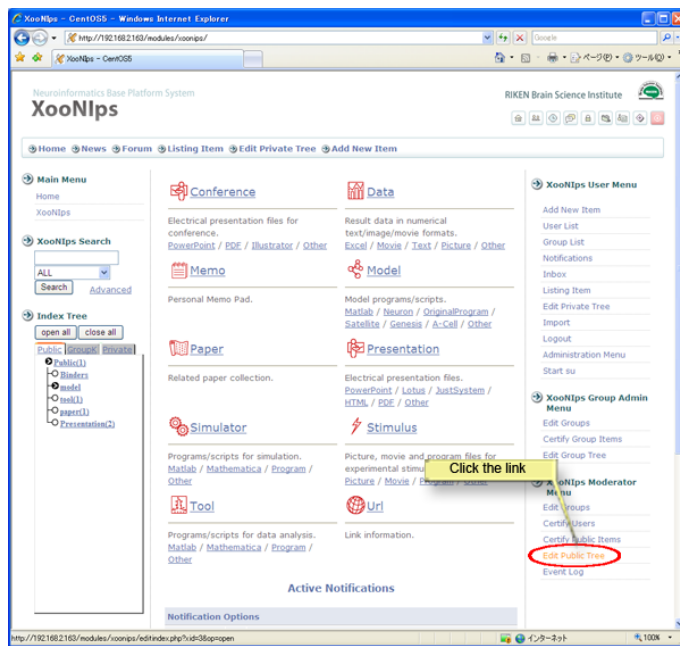 XooNIps - CentOS5 - Windows Internet Explorer
http://192.168.2.163/modules/xoonips/
Google
XooNIps - CentOS5
ページ(P)
ツール(O)
Neuroinformatics Base Platform System
XooNIps
RIKEN Brain Science Institute
Home News Forum Listing Item Edit Private Tree Add New Item
Main Menu
Home
XooNIps
XooNIps Search
ALL
Search Advanced
Index Tree
open all close all
Public GroupK Private
Public(1)
Binders
model
tool(1)
paper(1)
Presentation(2)
Conference
Electrical presentation files for
conference.
PowerPoint / PDF / Illustrator / Other
Data
Result data in numerical
text/image/movie formats.
Excel / Movie / Text / Picture / Other
Memo
Personal Memo Pad.
Model
Model programs/scripts.
Matlab / Neuron / OriginalProgram /
Satellite / Genesis / A-Cell / Other
Paper
Related paper collection.
Presentation
Electrical presentation files.
PowerPoint / Lotus / JustSystem /
HTML / PDF / Other
Simulator
Programs/scripts for simulation.
Matlab / Mathematica / Program /
Other
Stimulus
Picture, movie and program files for
experimental
Picture / Movie / Program / Other
Tool
Programs/scripts for data analysis.
Matlab / Mathematica / Program /
Other
Url
Link information.
Active Notifications
Notification Options
XooNIps User Menu
Add New Item
User List
Group List
Notifications
Inbox
Listing Item
Edit Private Tree
Import
Logout
Administration Menu
Start su
XooNIps Group Admin
Menu
Edit Groups
Certify Group Items
Edit Group Tree
Click the link
XooNIps Moderator
Menu
Edit Groups
Certify Users
Certify Public Items
Edit Public Tree
Event Log
http://192.168.2.163/modules/xoonips/editindex.php?xid=3&op=open
インターネット
100%